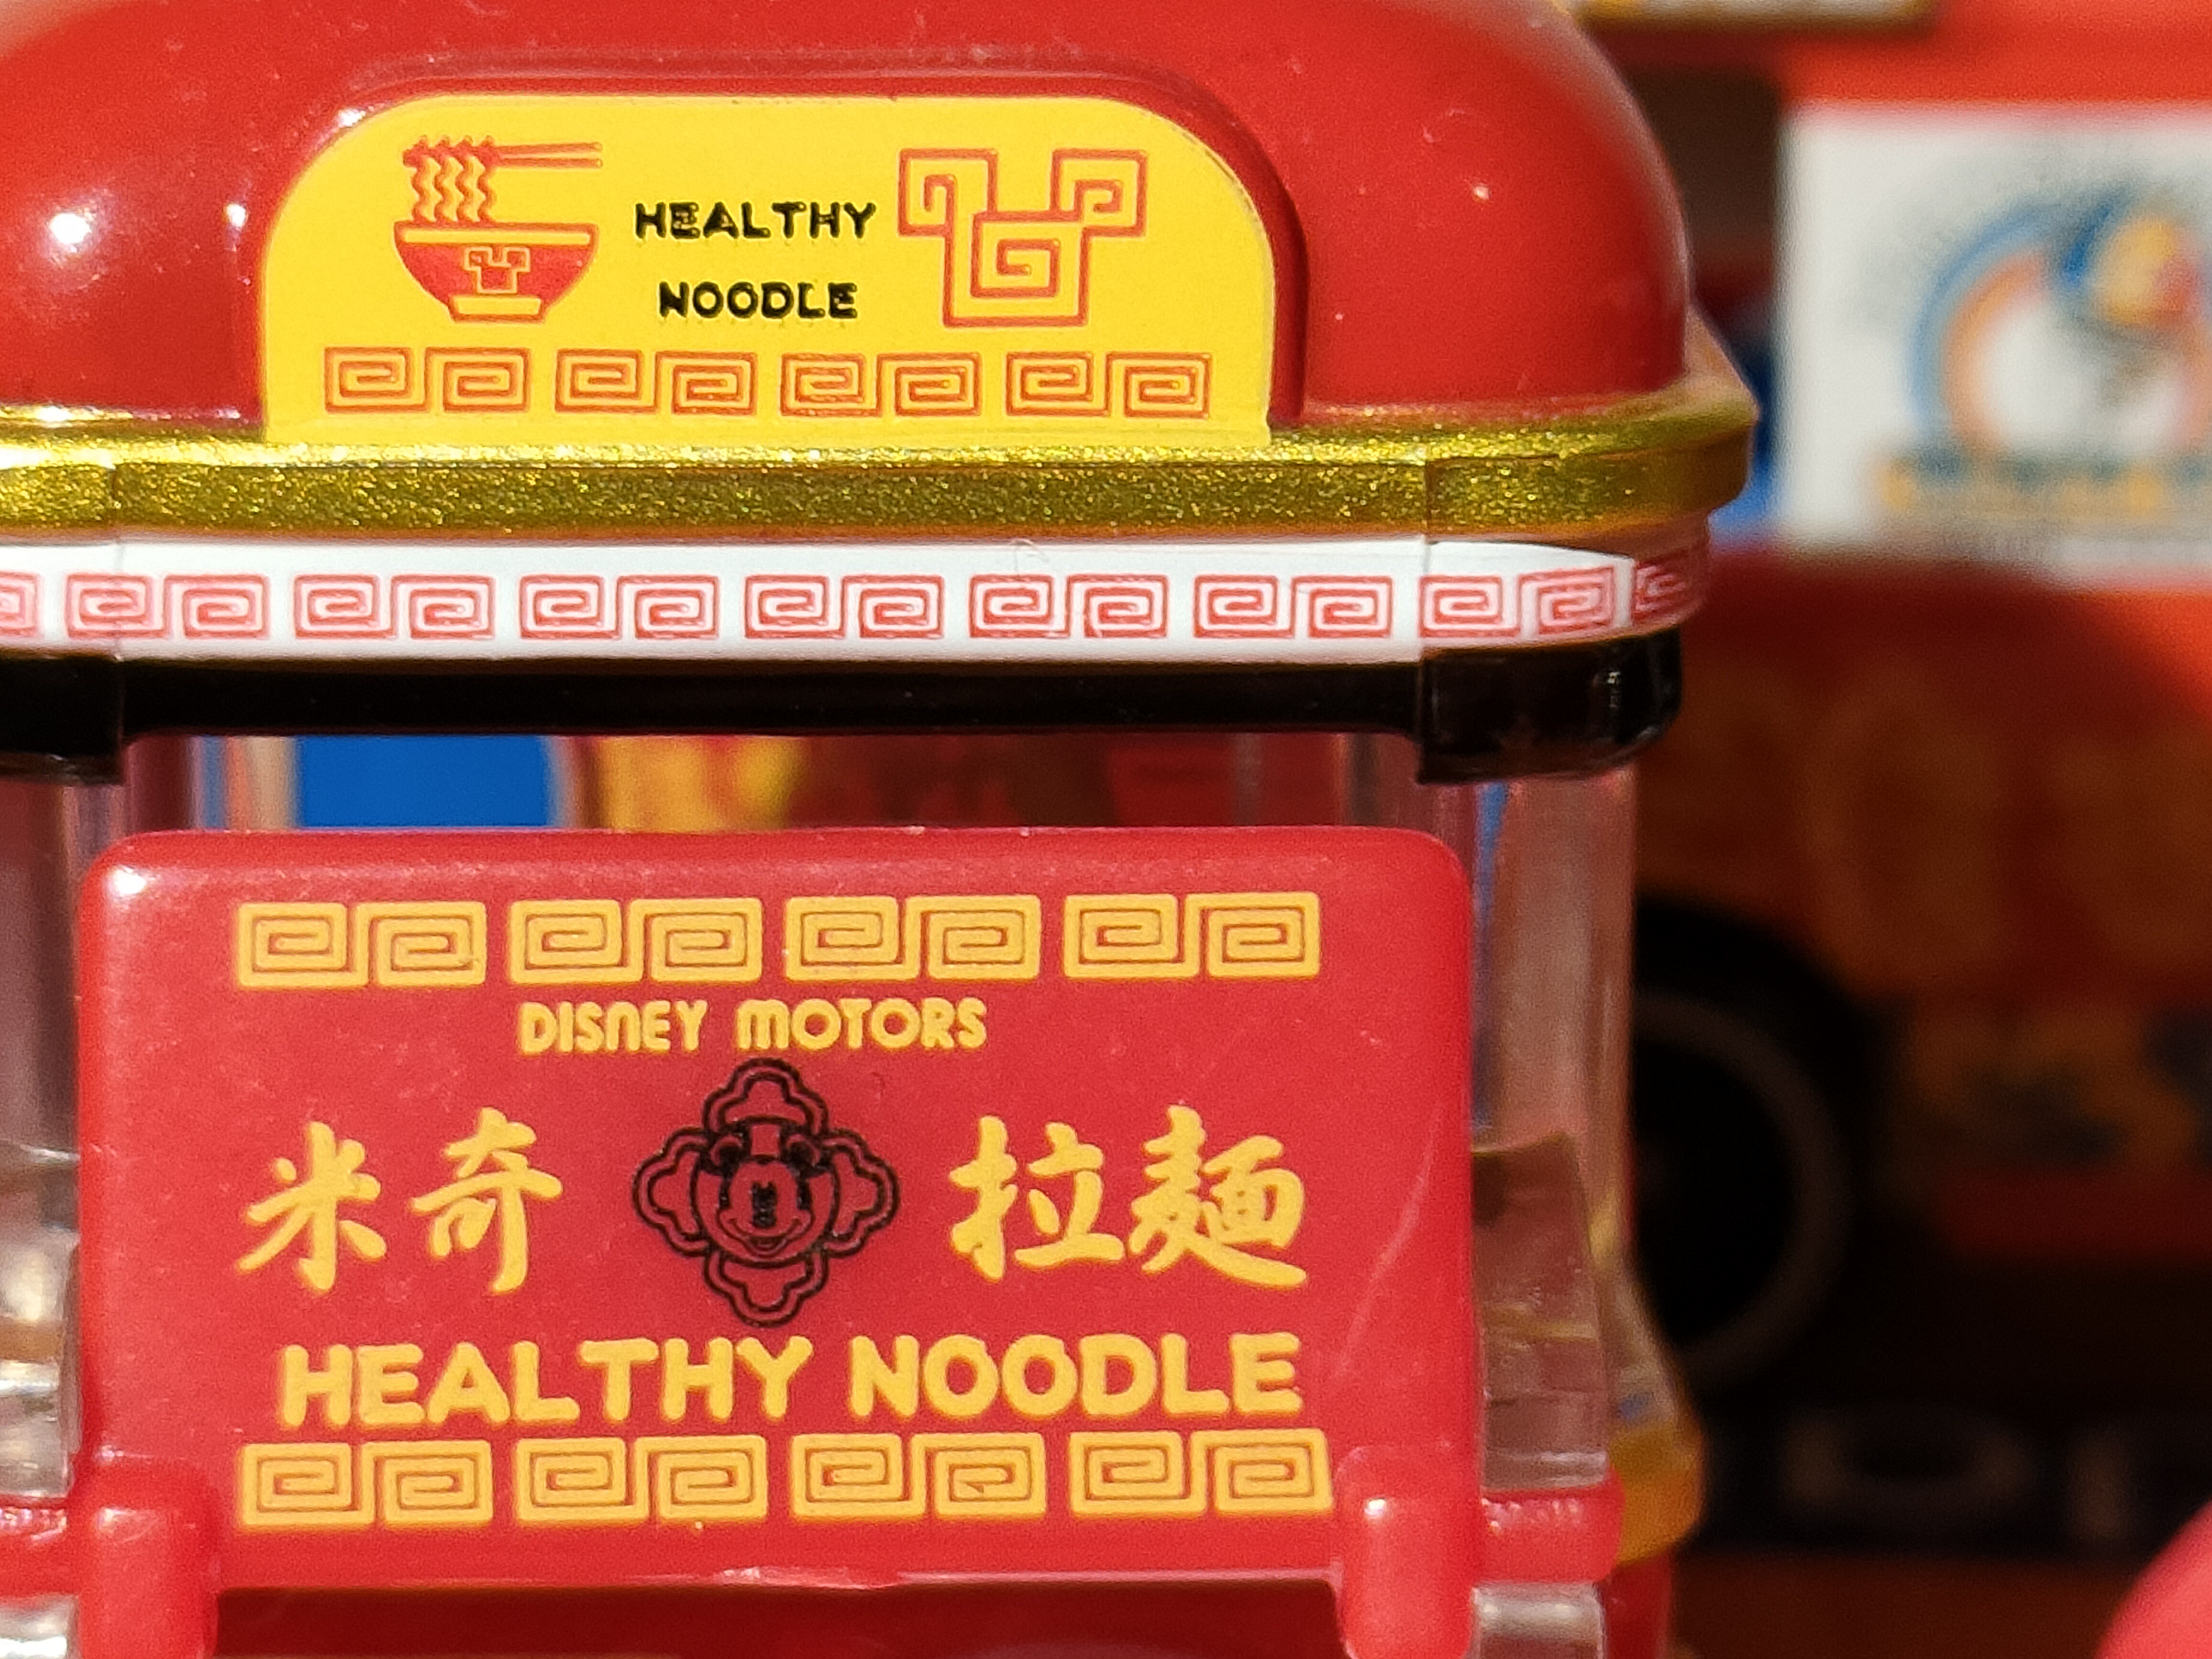 HEALTHY
NOODLE
DISNEY MOTORS
米奇 拉麵
HEALTHY NOODLE